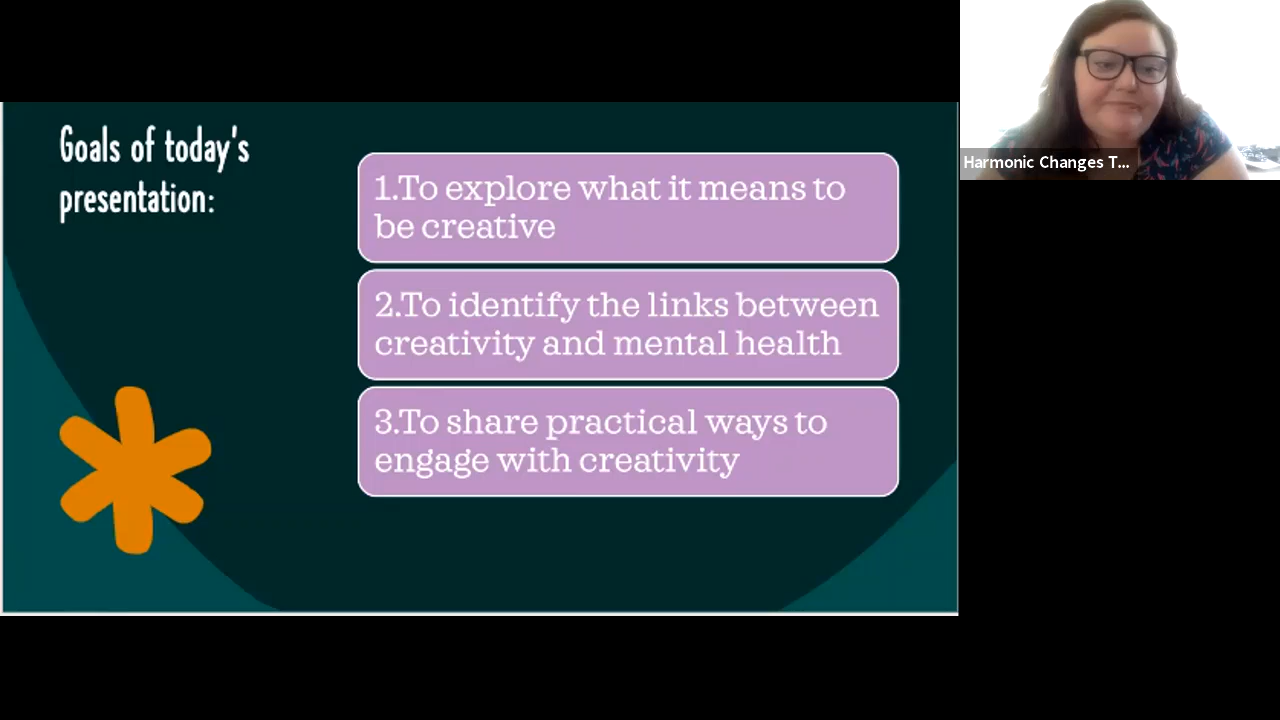 Goals of today's
presentation:
1.To explore what it means to
be creative
2.To identify the links between
creativity and mental health
3.To share practical ways to
engage with creativity
Harmonic Changes T...